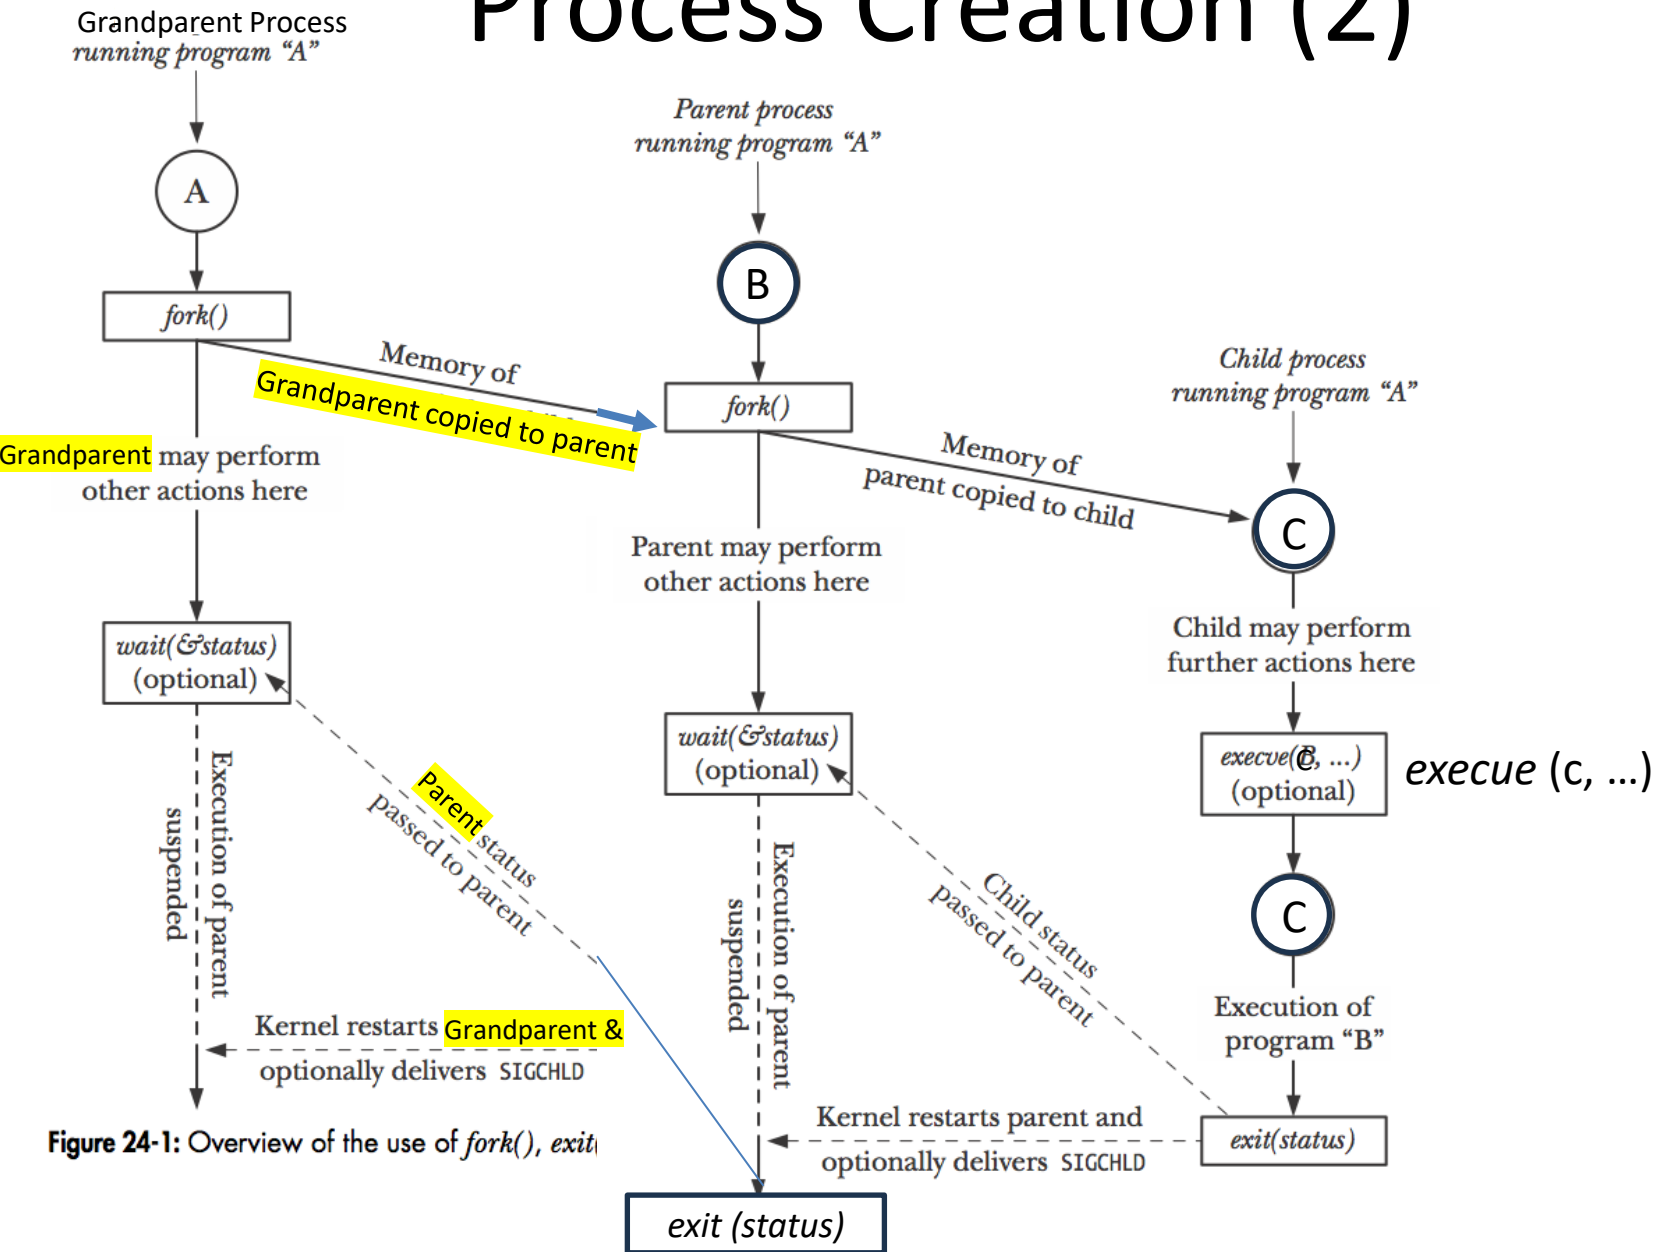 Process Creation (2)
Grandparent Process
running program “A”
A
fork()
Memory of
Grandparent copied to parent
Grandparent may perform
other actions here
wait(&status)
(optional)
Execution of parent
suspended
Parent status
passed to parent
Kernel restarts Grandparent &
optionally delivers SIGCHLD
Figure 24-1: Overview of the use of fork(), exit(
Parent process
running program “A”
B
fork()
Memory of
parent copied to child
Parent may perform
other actions here
wait(&status)
(optional)
Execution of parent
suspended
Child status
passed to parent
Kernel restarts parent and
optionally delivers SIGCHLD
exit (status)
Child process
running program “A”
C
Child may perform
further actions here
execve(C, ...)
(optional)
execue (c, ...)
C
Execution of
program “B”
exit(status)